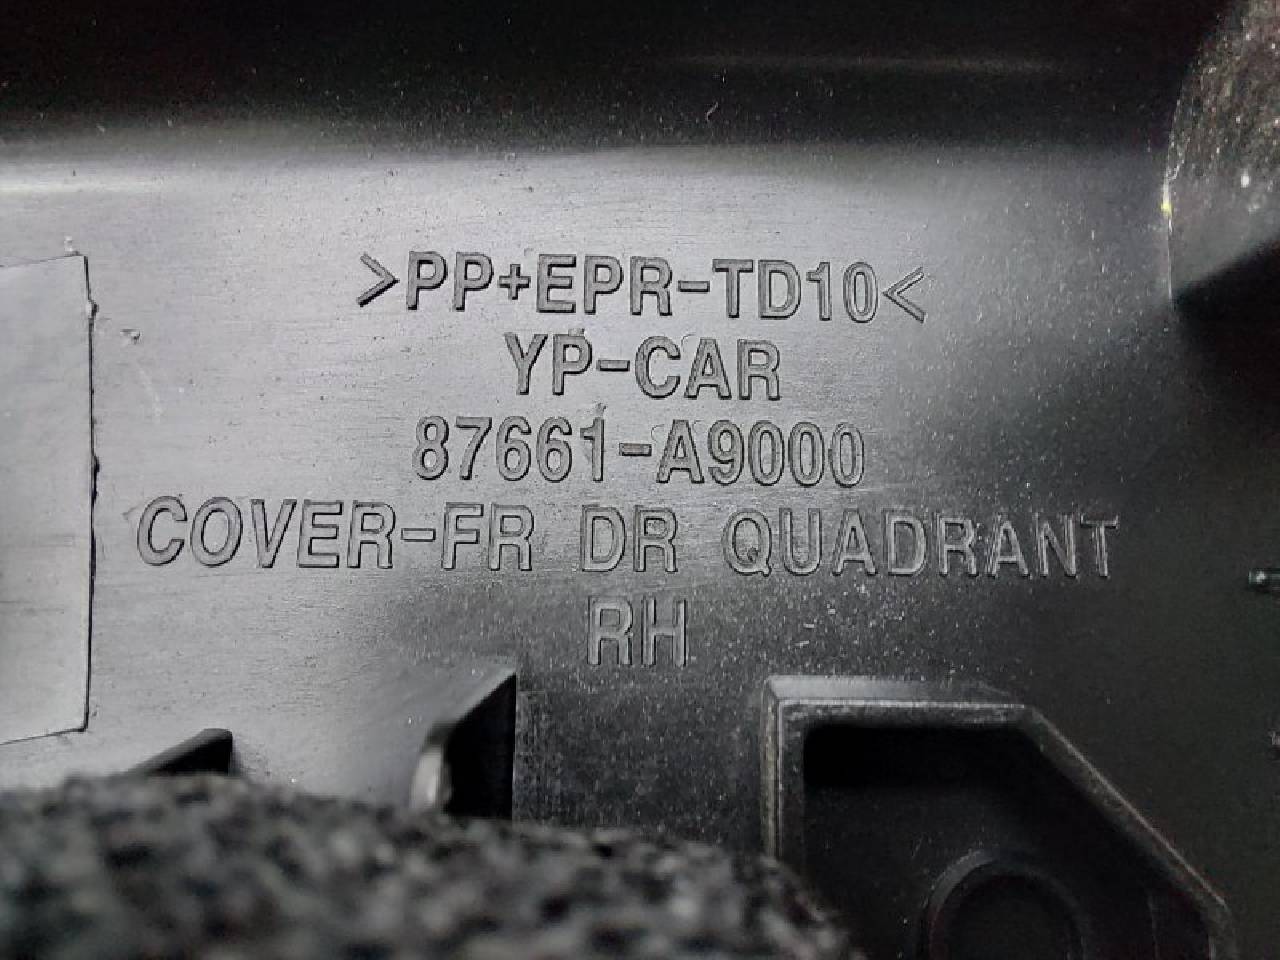 >PP+EPR-TD10<
YP-CAR
87661-A9000
COVER-FR DR QUADRANT
RH